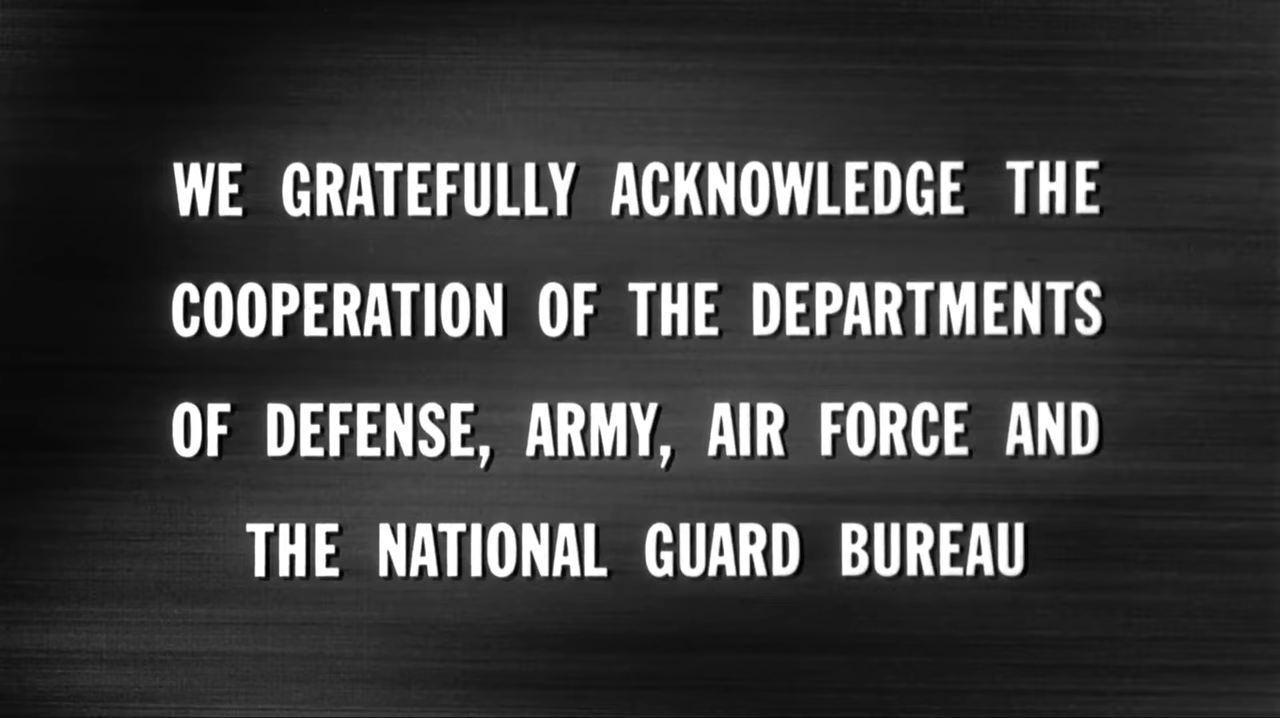 WE GRATEFULLY ACKNOWLEDGE THE
COOPERATION OF THE DEPARTMENTS
OF DEFENSE, ARMY, AIR FORCE AND
THE NATIONAL GUARD BUREAU